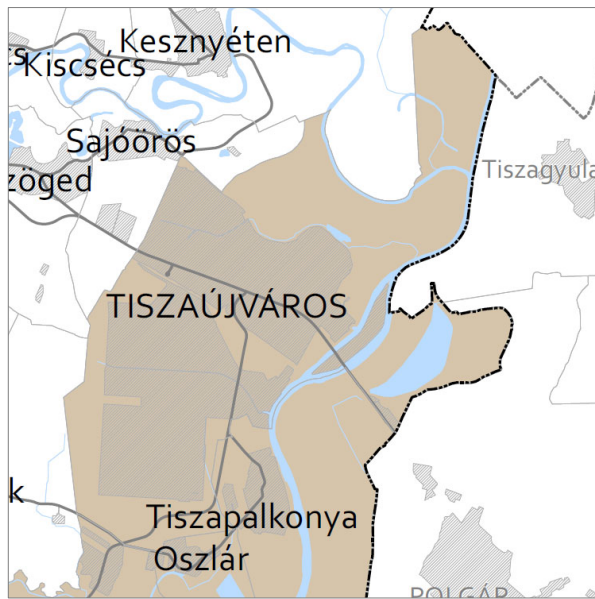 Kesznyéten
Kiscsécs
Sajóörös
Tiszagyula
TISZAÚJVÁROS
Tiszapalkonya
Oszlár
POLGÁR